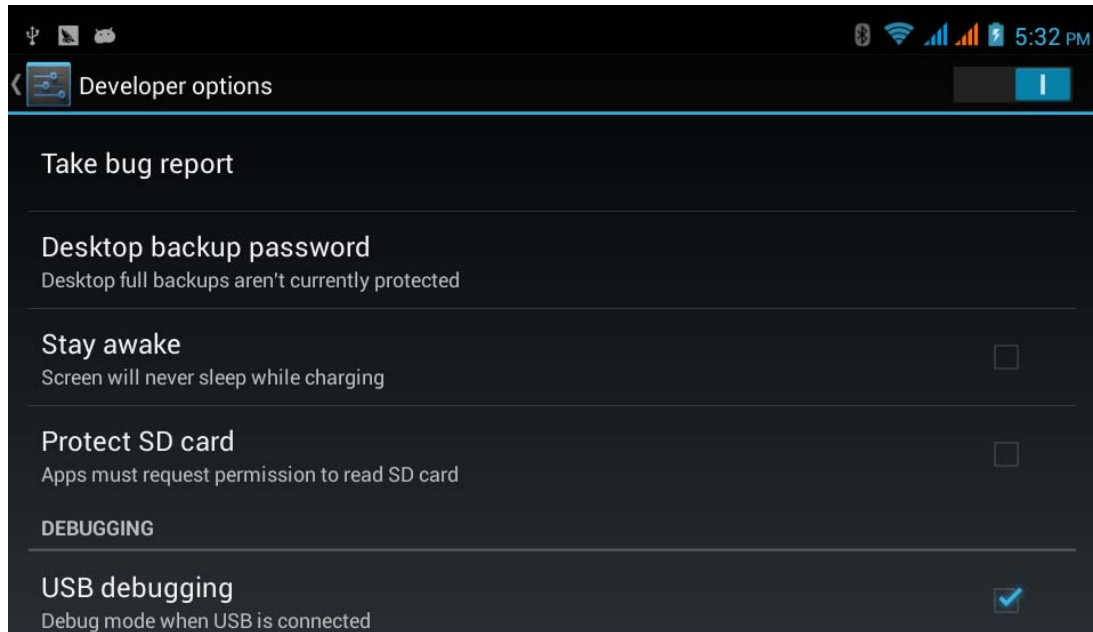 5:32 PM
Developer options
Take bug report
Desktop backup password
Desktop full backups aren't currently protected
Stay awake
Screen will never sleep while charging
Protect SD card
Apps must request permission to read SD card
DEBUGGING
USB debugging
Debug mode when USB is connected